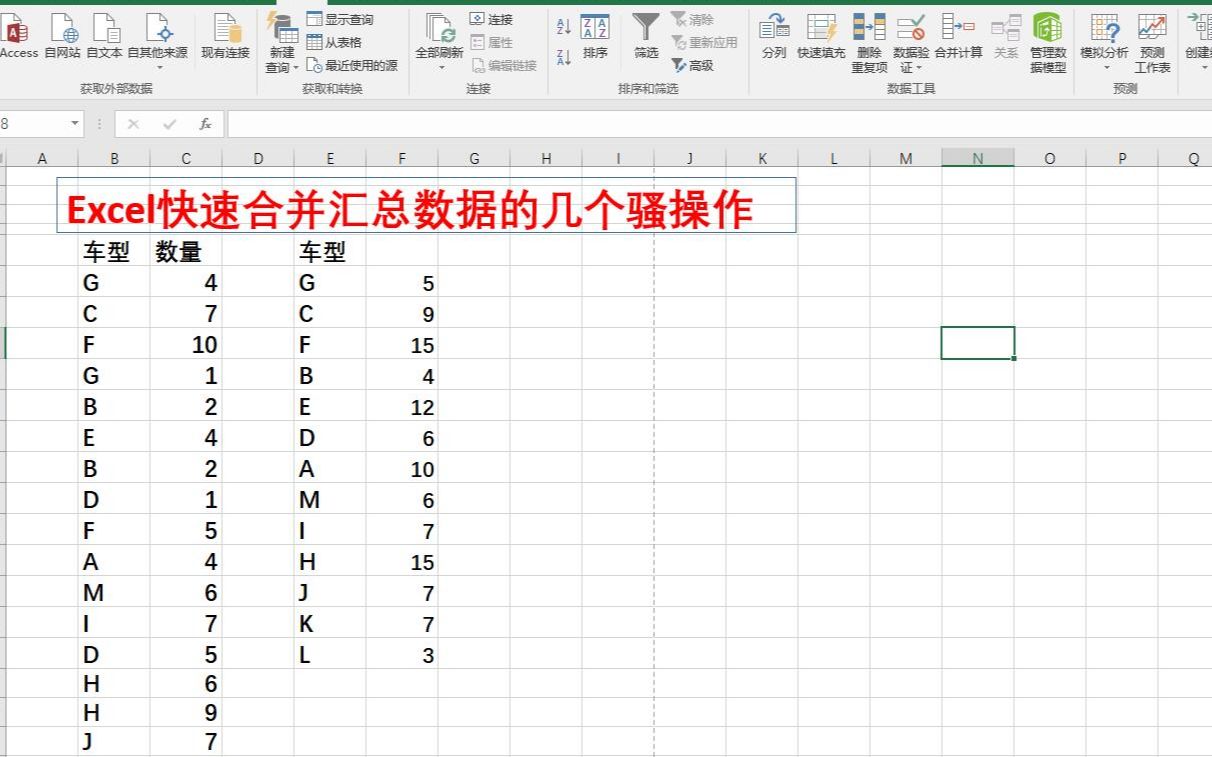 Access 自网站 自文本 自其他来源 现有连接 新建 查询 显示查询 从表格 最近使用的源 全部刷新 连接 属性 编辑链接 排序 筛选 清除 重新应用 高级 分列 快速填充 删除 重复项 数据验 证 合并计算 关系 管理数 据模型 模拟分析 预测 工作表 创建
获取外部数据 获取和转换 连接 排序和筛选 数据工具 预测
8 fx
A B C D E F G H I J K L M N O P Q
Excel快速合并汇总数据的几个骚操作
车型 数量 车型
G 4 G 5
C 7 C 9
F 10 F 15
G 1 B 4
B 2 E 12
E 4 D 6
B 2 A 10
D 1 M 6
F 5 I 7
A 4 H 15
M 6 J 7
I 7 K 7
D 5 L 3
H 6
H 9
J 7